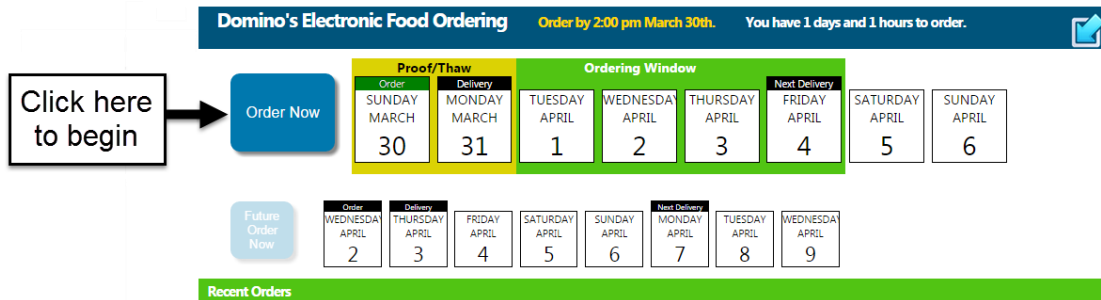 Domino's Electronic Food Ordering Order by 2:00 pm March 30th. You have 1 days and 1 hours to order.
Click here
to begin
Order Now
Proof/Thaw Ordering Window
Order Delivery Next Delivery
SUNDAY MONDAY TUESDAY WEDNESDAY THURSDAY FRIDAY SATURDAY SUNDAY
MARCH MARCH APRIL APRIL APRIL APRIL APRIL APRIL
30 31 1 2 3 4 5 6
Future
Order
Now
Order Delivery Next Delivery
WEDNESDAY THURSDAY FRIDAY SATURDAY SUNDAY MONDAY TUESDAY WEDNESDAY
APRIL APRIL APRIL APRIL APRIL APRIL APRIL APRIL
2 3 4 5 6 7 8 9
Recent Orders